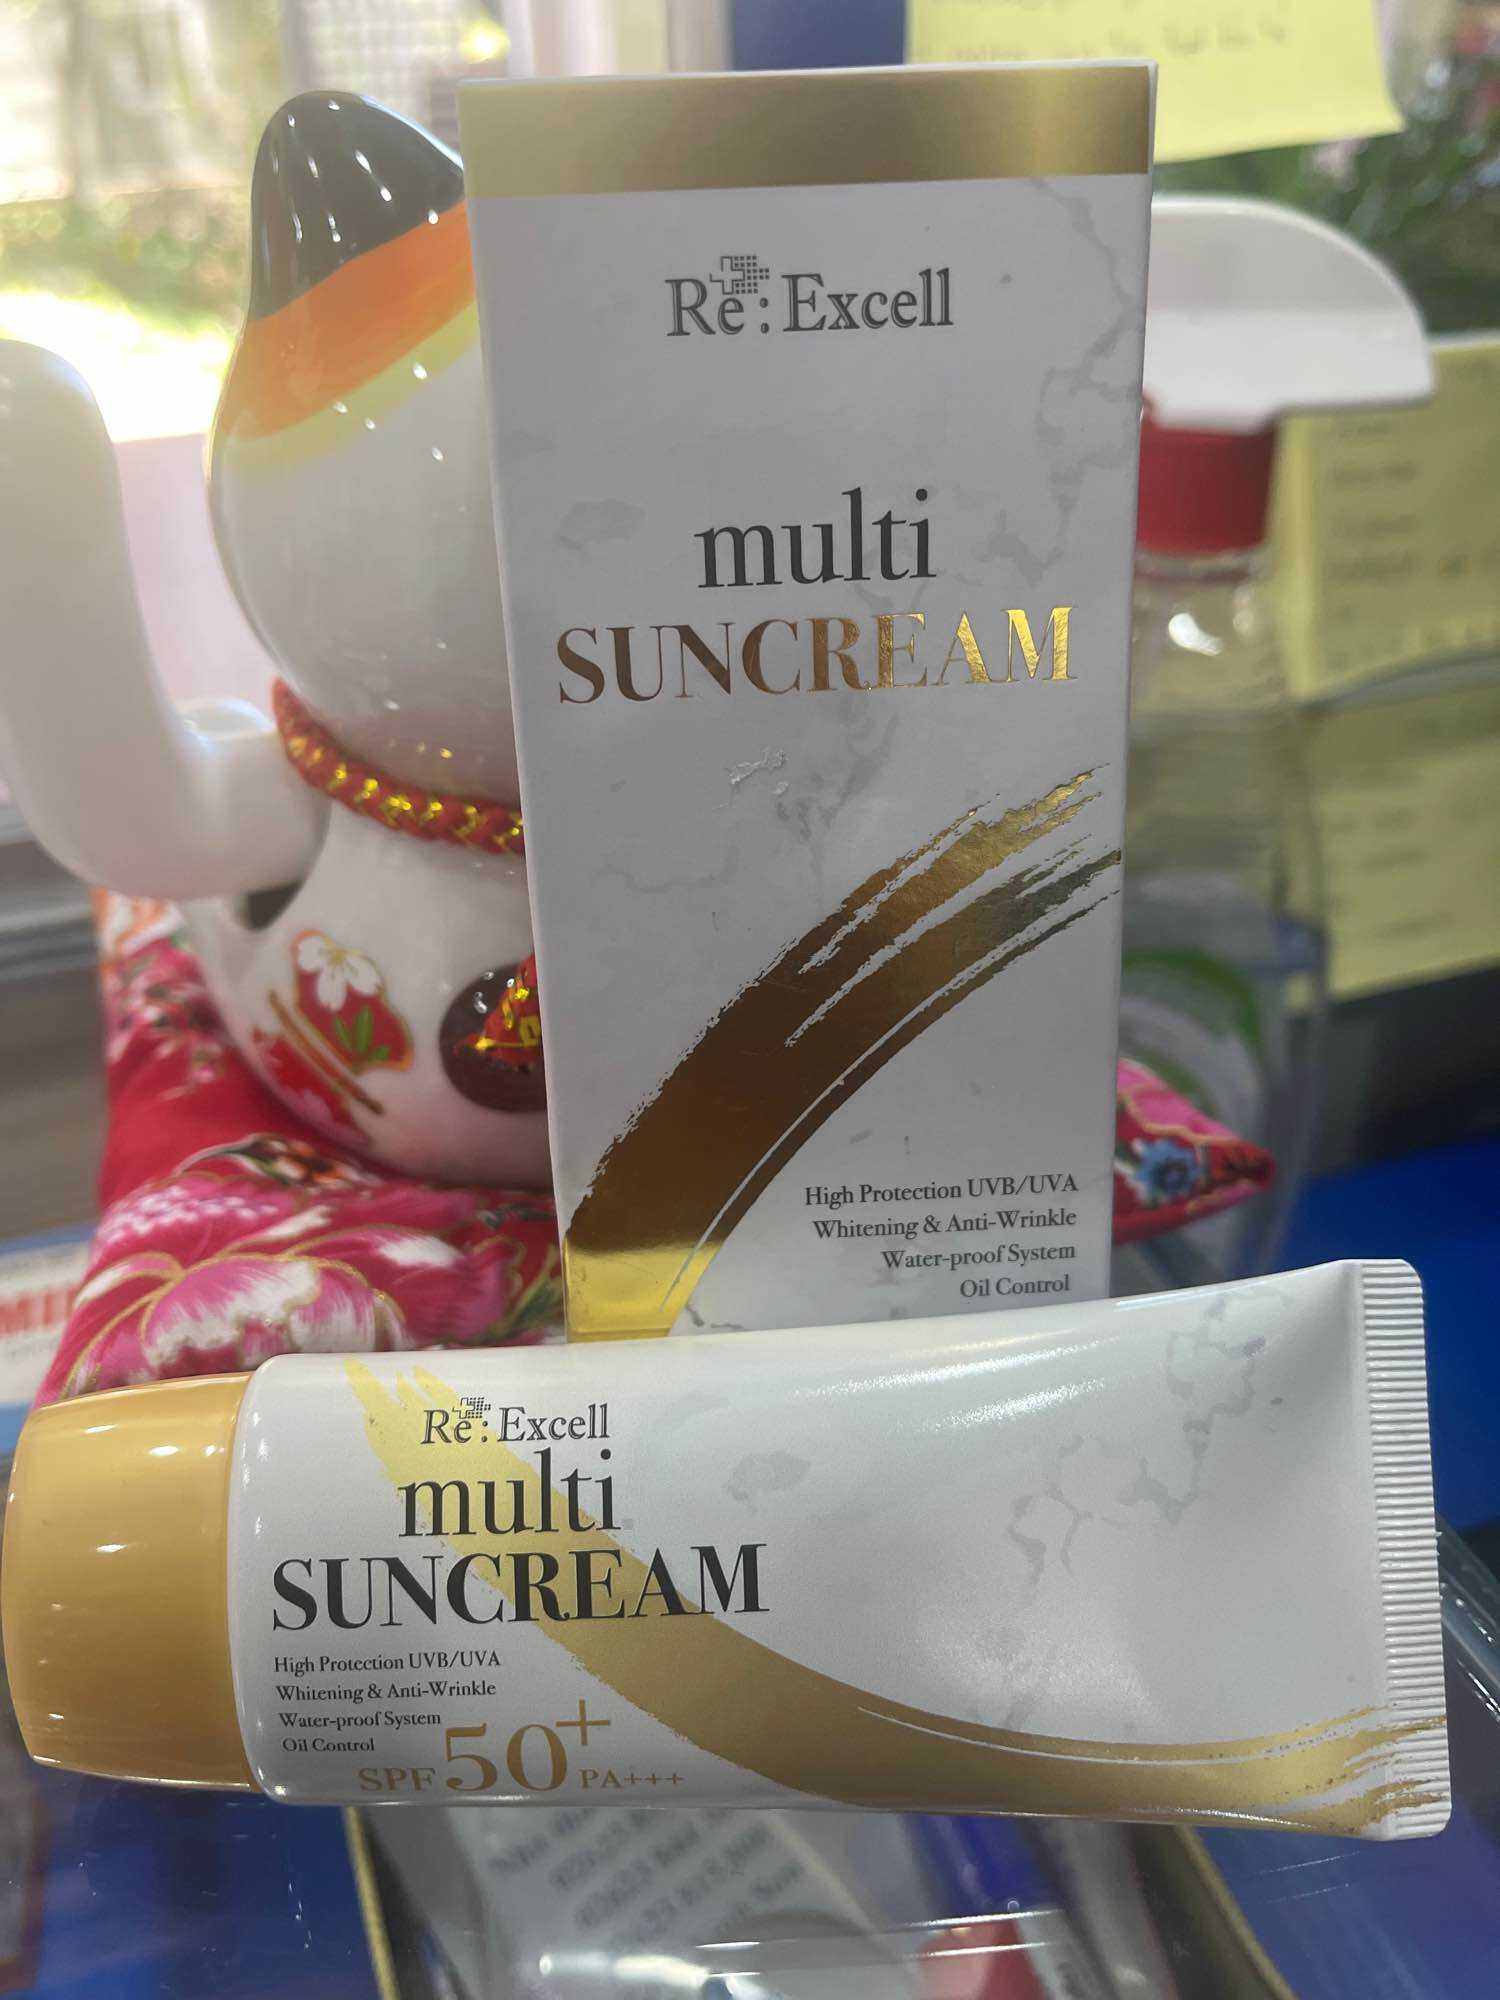 Re:Excell
multi
SUNCREAM
High Protection UVB/UVA
Whitening & Anti-Wrinkle
Water-proof System
Oil Control
Re:Excell
multi
SUNCREAM
High Protection UVB/UVA
Whitening & Anti-Wrinkle
Water-proof System
Oil Control
SPF 50+ PA+++